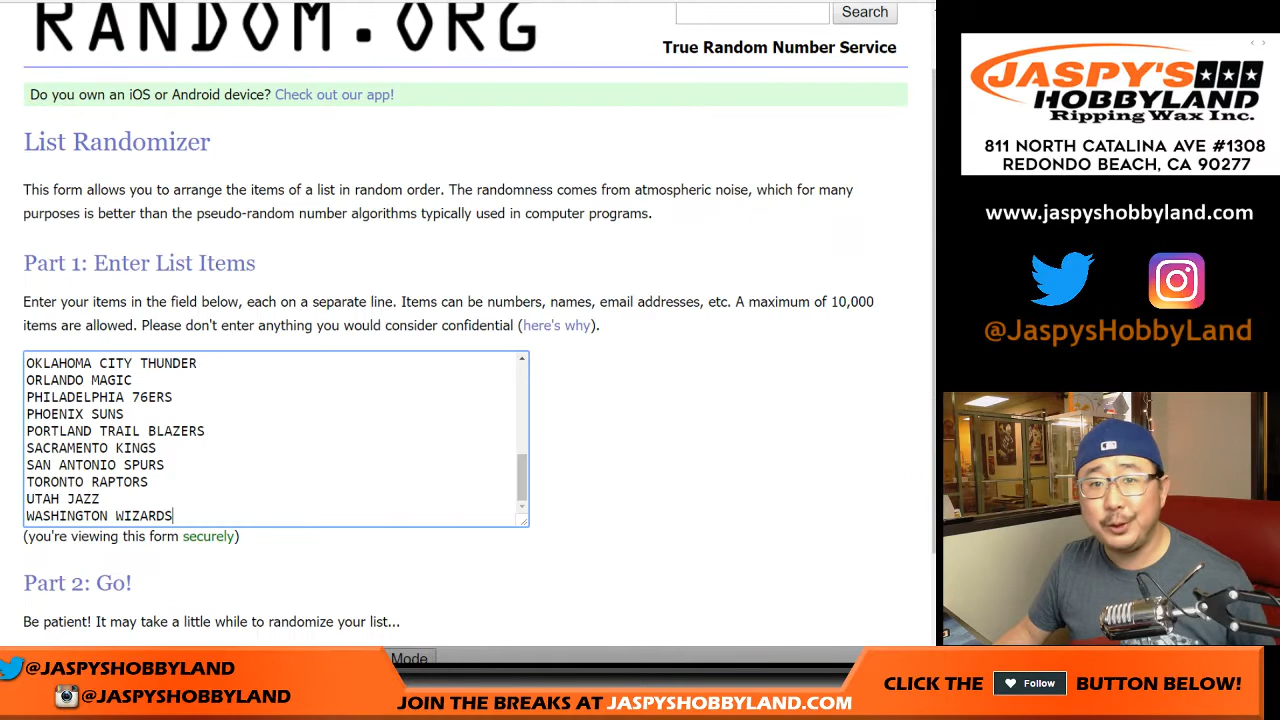 RANDOM.ORG
Search
True Random Number Service
Do you own an iOS or Android device? Check out our app!
List Randomizer
This form allows you to arrange the items of a list in random order. The randomness comes from atmospheric noise, which for many
purposes is better than the pseudo-random number algorithms typically used in computer programs.
Part 1: Enter List Items
Enter your items in the field below, each on a separate line. Items can be numbers, names, email addresses, etc. A maximum of 10,000
items are allowed. Please don't enter anything you would consider confidential (here's why).
OKLAHOMA CITY THUNDER
ORLANDO MAGIC
PHILADELPHIA 76ERS
PHOENIX SUNS
PORTLAND TRAIL BLAZERS
SACRAMENTO KINGS
SAN ANTONIO SPURS
TORONTO RAPTORS
UTAH JAZZ
WASHINGTON WIZARDS
(you're viewing this form securely)
Part 2: Go!
Be patient! It may take a little while to randomize your list...
Mode
JASPY'S
HOBBYLAND
Ripping Wax Inc.
811 NORTH CATALINA AVE #1308
REDONDO BEACH, CA 90277
www.jaspyshobbyland.com
@JaspysHobbyLand
@JASPYSHOBBYLAND
@JASPYSHOBBYLAND
JOIN THE BREAKS AT JASPYSHOBBYLAND.COM
CLICK THE Follow BUTTON BELOW!